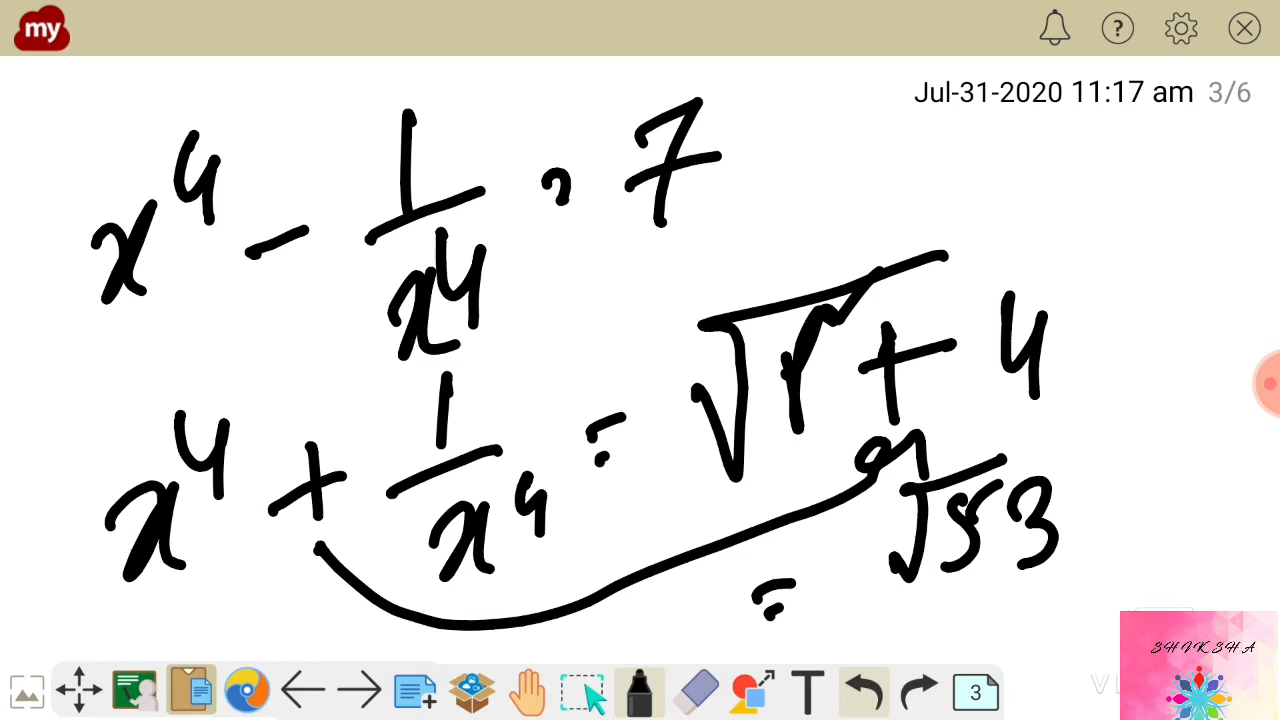 my
Jul-31-2020 11:17 am 3/6
x⁴ - 1/x⁴ = 7
x⁴ + 1/x⁴ = √p² + 4
= √53
3
SHIKSHA